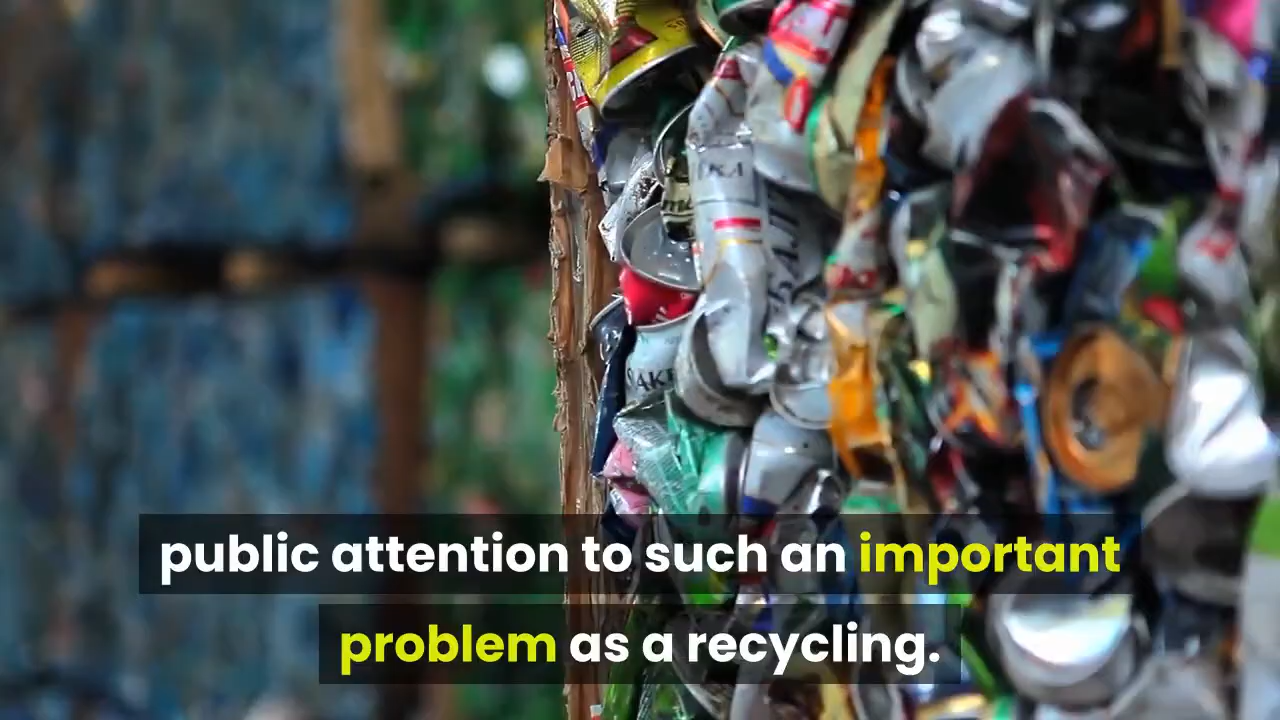 public attention to such an important
problem as a recycling.